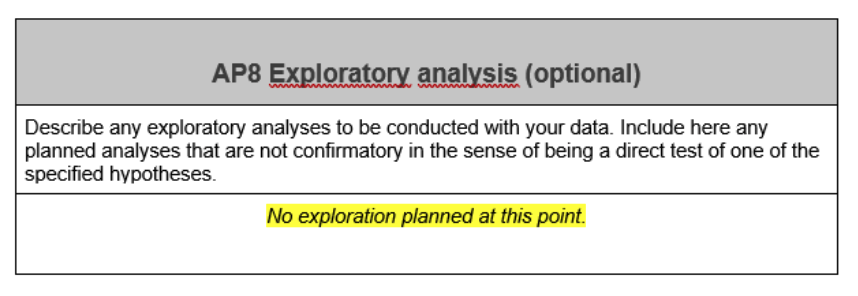 AP8 Exploratory analysis (optional)
Describe any exploratory analyses to be conducted with your data. Include here any
planned analyses that are not confirmatory in the sense of being a direct test of one of the
specified hypotheses.
No exploration planned at this point.